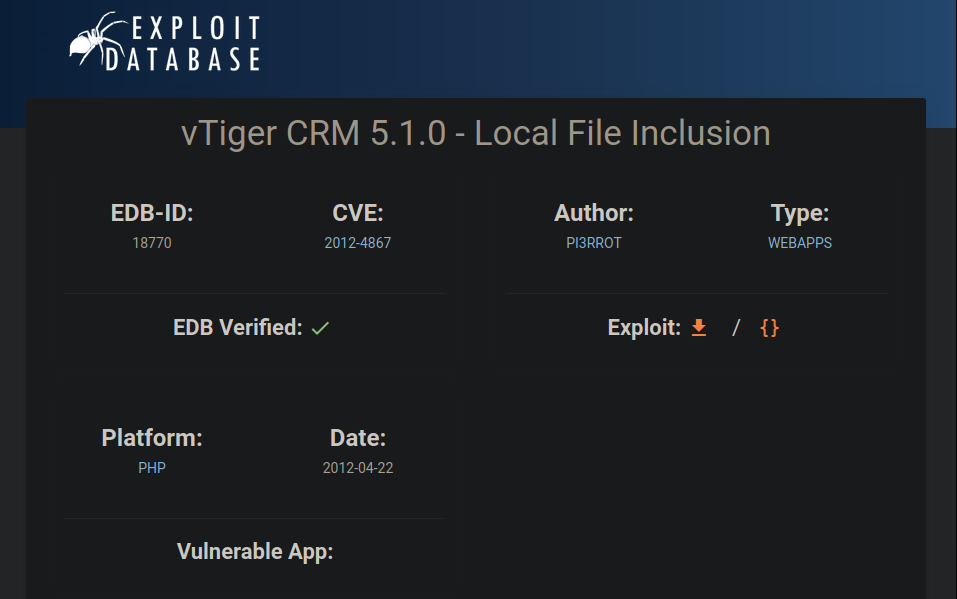 EXPLOIT
DATABASE
vTiger CRM 5.1.0 - Local File Inclusion
EDB-ID: CVE: Author: Type:
18770 2012-4867 PI3RROT WEBAPPS
EDB Verified: ✓ Exploit: / {}
Platform: Date:
PHP 2012-04-22
Vulnerable App: